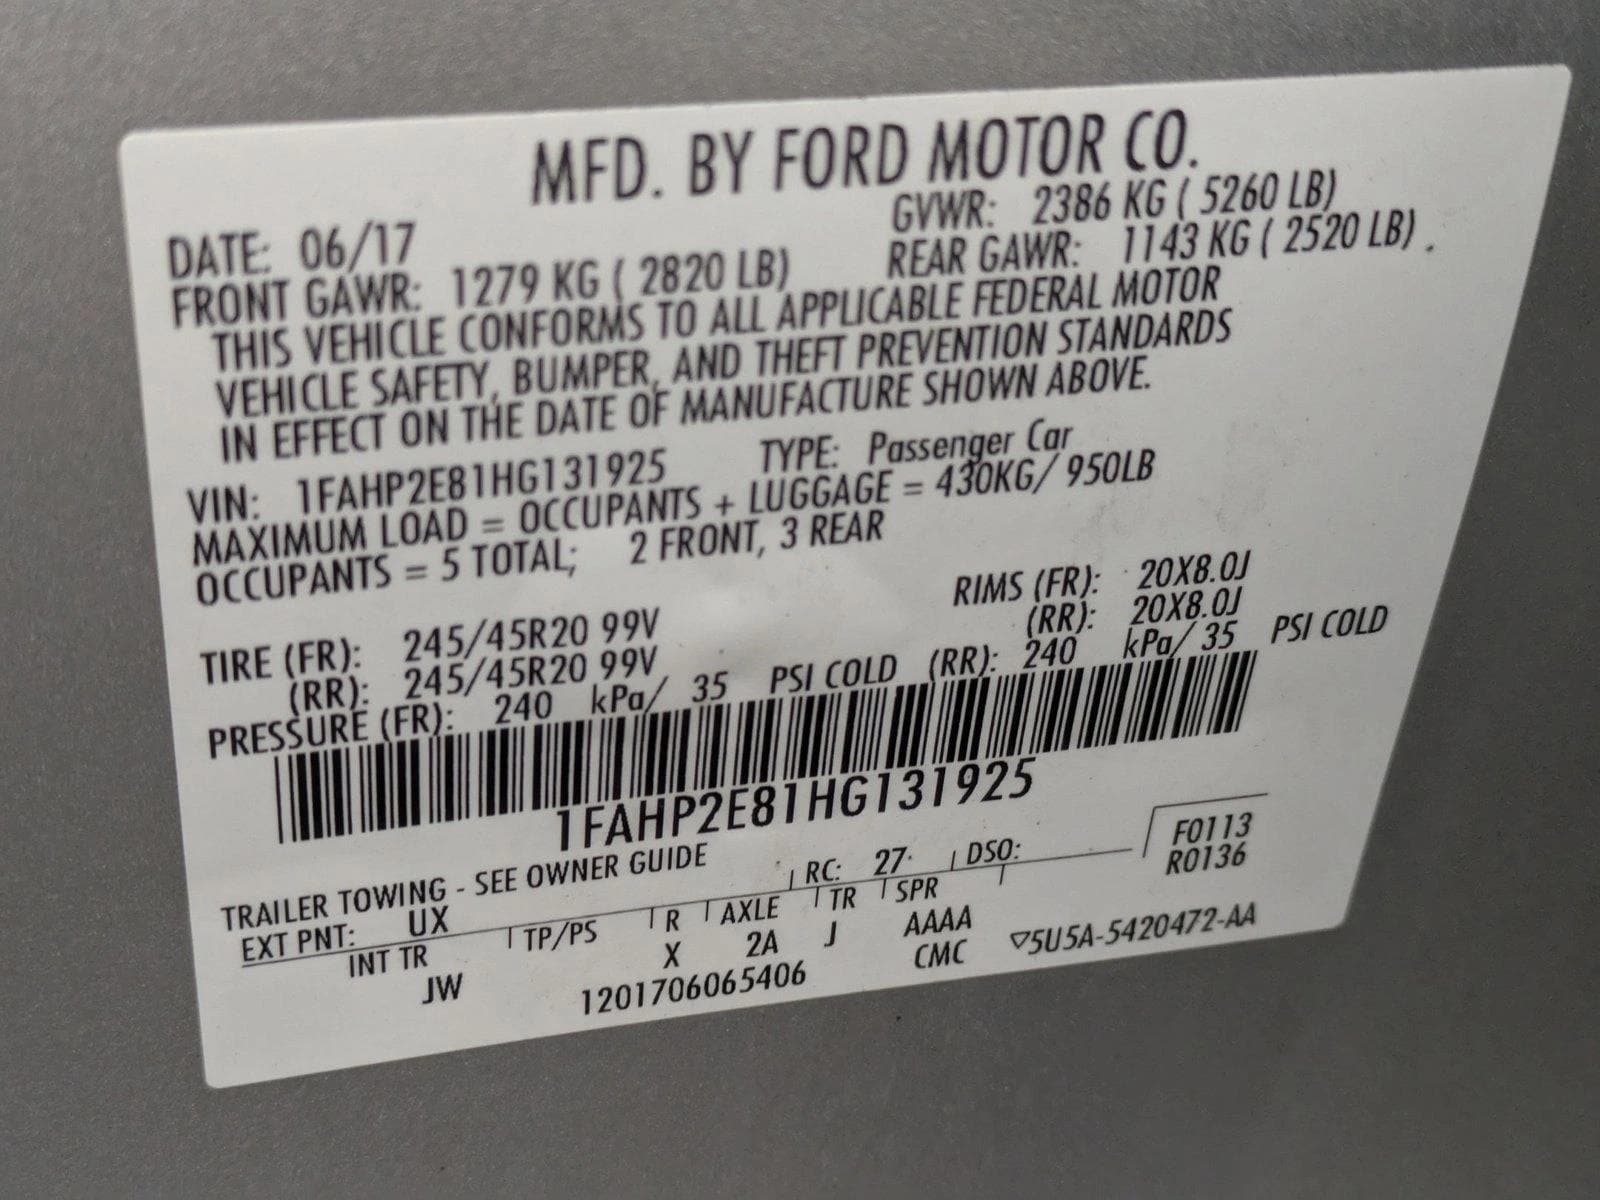 MFD. BY FORD MOTOR CO.
DATE: 06/17 GVWR: 2386 KG ( 5260 LB)
FRONT GAWR: 1279 KG ( 2820 LB) REAR GAWR: 1143 KG ( 2520 LB) .
THIS VEHICLE CONFORMS TO ALL APPLICABLE FEDERAL MOTOR
VEHICLE SAFETY, BUMPER, AND THEFT PREVENTION STANDARDS
IN EFFECT ON THE DATE OF MANUFACTURE SHOWN ABOVE.
VIN: 1FAHP2E81HG131925 TYPE: Passenger Car
MAXIMUM LOAD = OCCUPANTS + LUGGAGE = 430KG/ 950LB
OCCUPANTS = 5 TOTAL; 2 FRONT, 3 REAR
TIRE (FR): 245/45R20 99V RIMS (FR): 20X8.0J
(RR): 245/45R20 99V (RR): 20X8.0J
PRESSURE (FR): 240 kPa/ 35 PSI COLD (RR): 240 kPa/ 35 PSI COLD
1FAHP2E81HG131925
TRAILER TOWING - SEE OWNER GUIDE F0113
EXT PNT: UX RC: 27 DSO: R0136
INT TR TP/PS R AXLE TR SPR
JW X 2A J AAAA
1201706065406 CMC ▽5U5A-5420472-AA